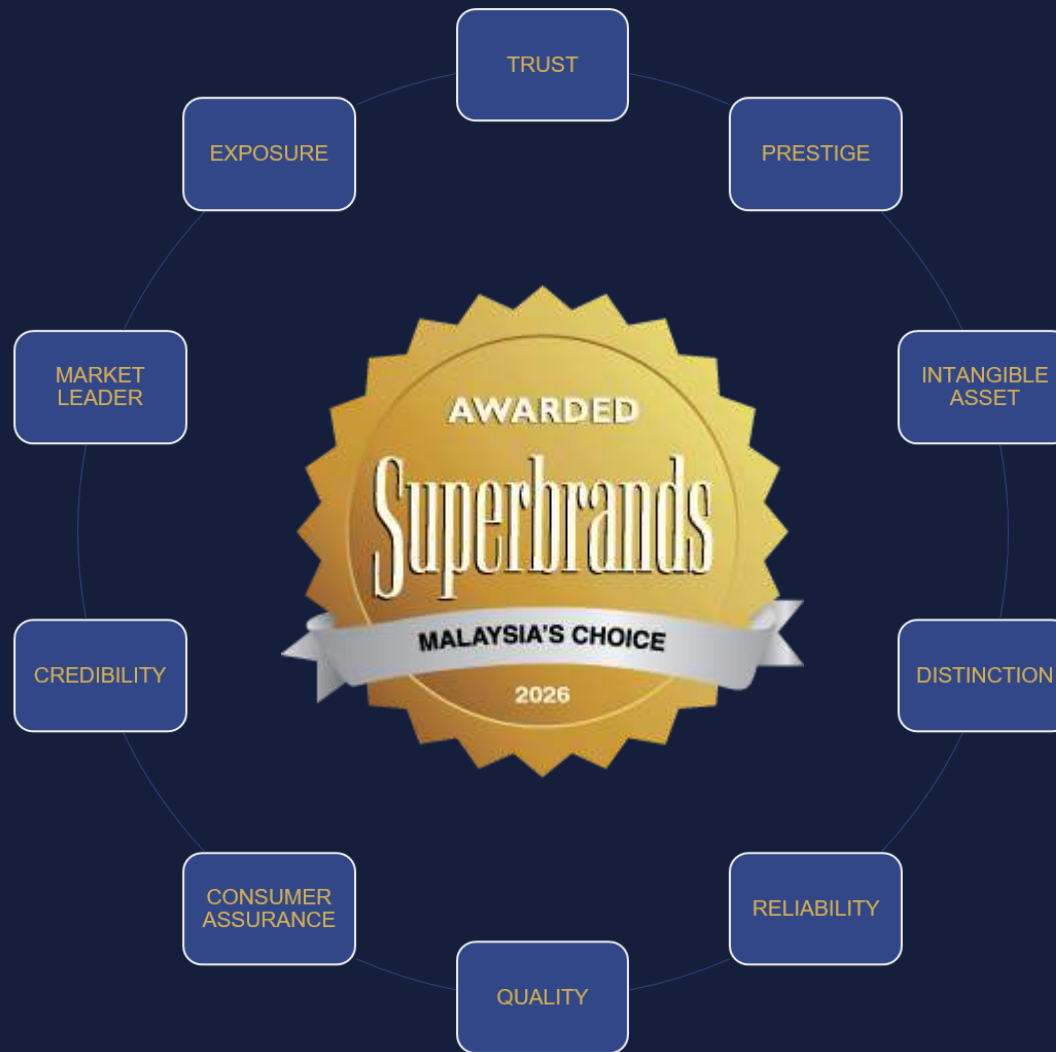 TRUST
EXPOSURE
PRESTIGE
MARKET
LEADER
INTANGIBLE
ASSET
AWARDED
Superbrands
MALAYSIA'S CHOICE
2026
CREDIBILITY
DISTINCTION
CONSUMER
ASSURANCE
RELIABILITY
QUALITY